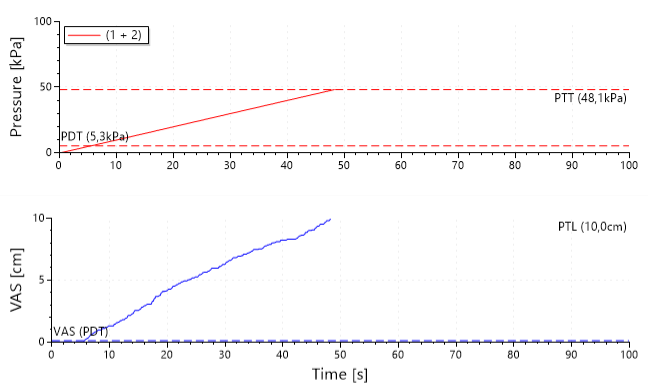 100
(1 + 2)
Pressure [kPa]
50
PTT (48,1kPa)
PDT (5,3kPa)
0
0 10 20 30 40 50 60 70 80 90 100
10
PTL (10,0cm)
VAS [cm]
5
VAS (PDT)
0
0 10 20 30 40 50 60 70 80 90 100
Time [s]